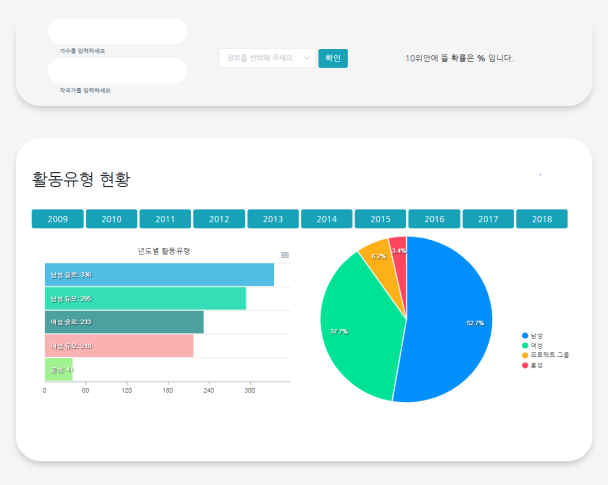 가수를 입력하세요
작곡가를 입력하세요
장르를 선택해 주세요.
확인
10위안에 들 확률은 % 입니다.
활동유형 현황
2009 2010 2011 2012 2013 2014 2015 2016 2017 2018
년도별 활동유형
남성 솔로: 336
남성 듀오: 295
여성 솔로: 233
여성 듀오: 218
혼성: 41
0 60 120 180 240 300
52.7%
37.7%
6.2%
3.4%
남성
여성
프로젝트 그룹
혼성